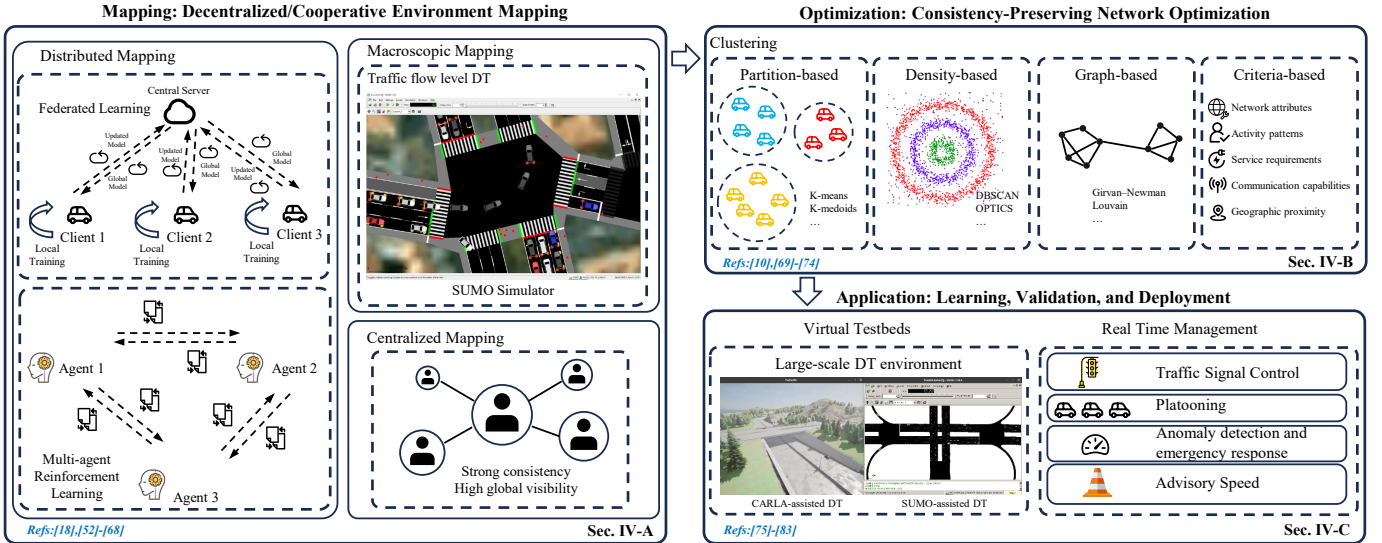 Mapping: Decentralized/Cooperative Environment Mapping
Distributed Mapping
Federated Learning
Central Server
Updated
Model
Global
Model
Updated
Model
Global
Model
Updated
Model
Global
Model
Client 1
Client 2
Client 3
Local
Training
Local
Training
Local
Training
Agent 1
Agent 2
Multi-agent
Reinforcement
Learning
Agent 3
Refs:[18],[52]-[68]
Macroscopic Mapping
Traffic flow level DT
SUMO Simulator
Centralized Mapping
Strong consistency
High global visibility
Sec. IV-A
Optimization: Consistency-Preserving Network Optimization
Clustering
Partition-based
K-means
K-medoids
…
Density-based
DBSCAN
OPTICS
…
Graph-based
Girvan–Newman
Louvain
…
Criteria-based
Network attributes
Activity patterns
Service requirements
Communication capabilities
Geographic proximity
Refs:[10],[69]-[74]
Sec. IV-B
Application: Learning, Validation, and Deployment
Virtual Testbeds
Large-scale DT environment
CARLA-assisted DT
SUMO-assisted DT
Real Time Management
Traffic Signal Control
Platooning
Anomaly detection and
emergency response
Advisory Speed
Refs:[75]-[83]
Sec. IV-C